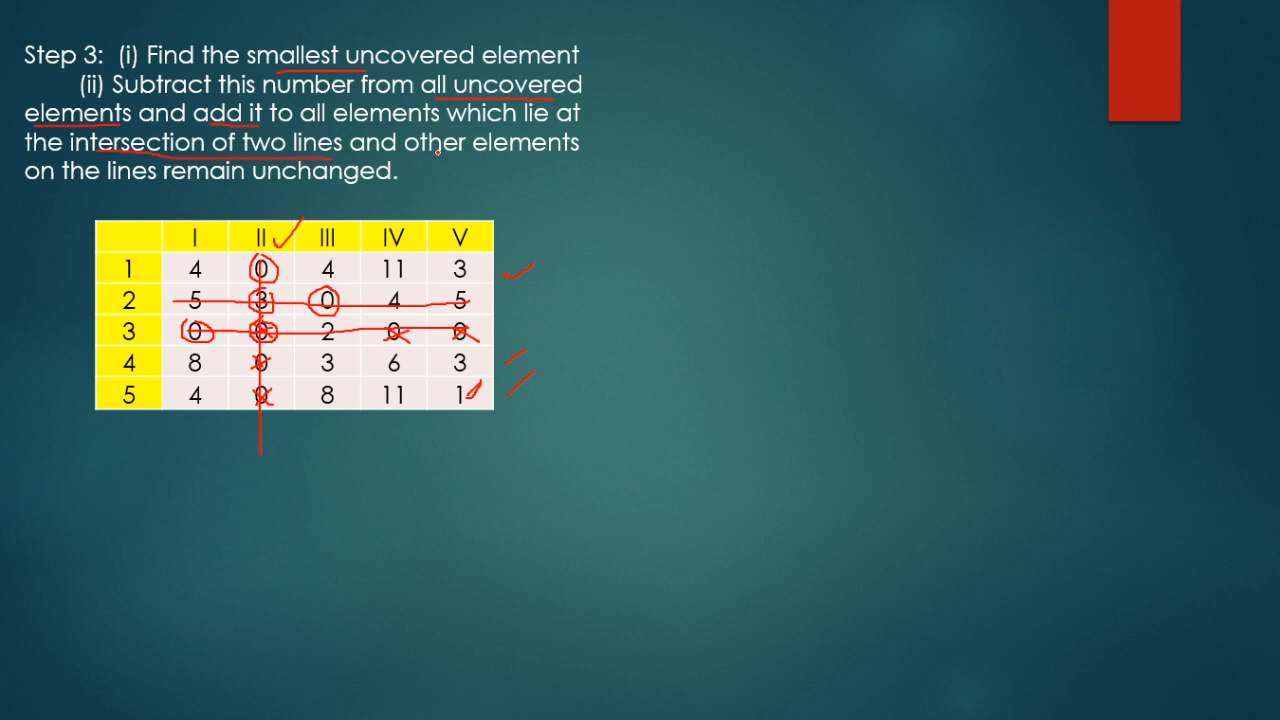 Step 3: (i) Find the smallest uncovered element
(ii) Subtract this number from all uncovered
elements and add it to all elements which lie at
the intersection of two lines and other elements
on the lines remain unchanged.
I II III IV V
1 4 0 4 11 3
2 5 3 0 4 5
3 0 0 2 0 0
4 8 0 3 6 3
5 4 0 8 11 1